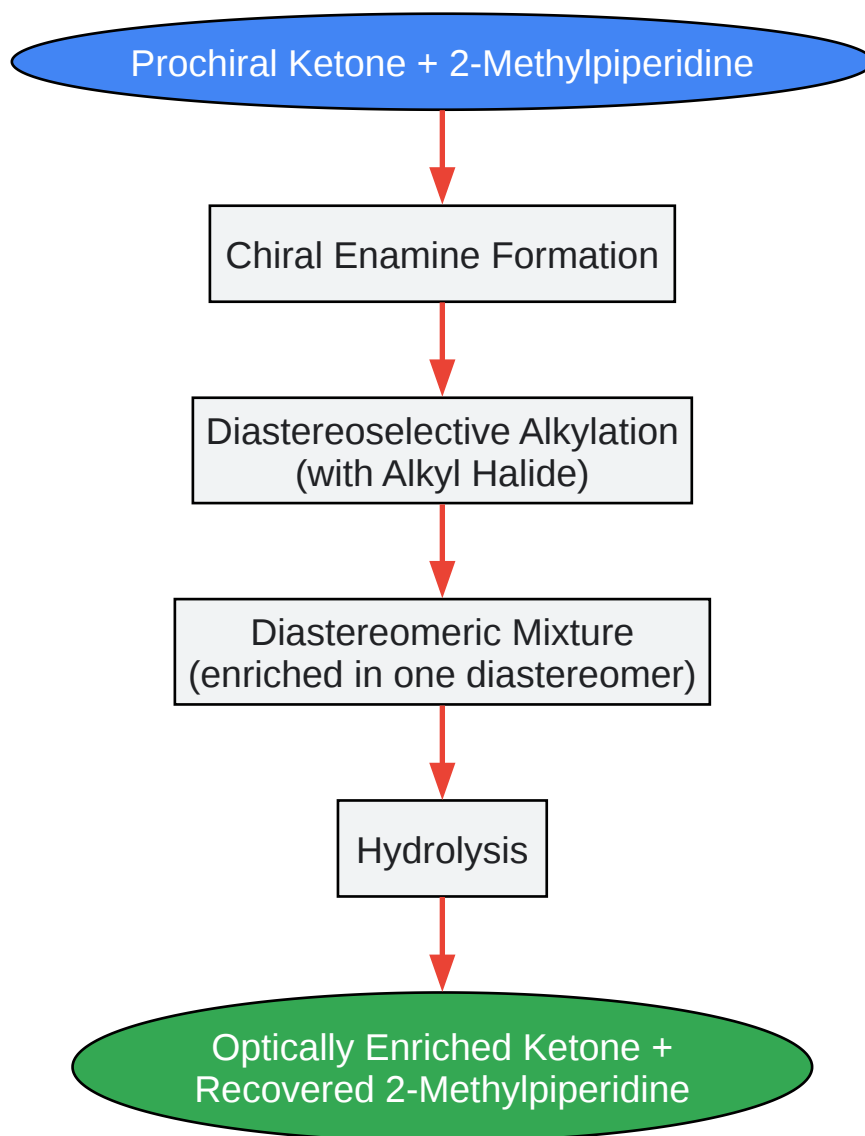 Prochiral Ketone + 2-Methylpiperidine
Chiral Enamine Formation
Diastereoselective Alkylation
(with Alkyl Halide)
Diastereomeric Mixture
(enriched in one diastereomer)
Hydrolysis
Optically Enriched Ketone +
Recovered 2-Methylpiperidine